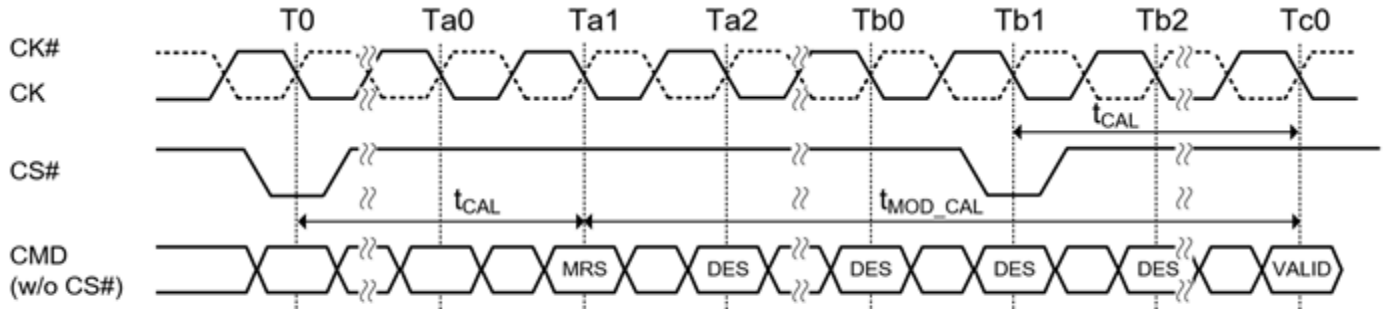 T0 Ta0 Ta1 Ta2 Tb0 Tb1 Tb2 Tc0
CK#
CK
tCAL
CS#
tCAL tMOD_CAL
CMD
(w/o CS#)
MRS DES DES DES DES VALID